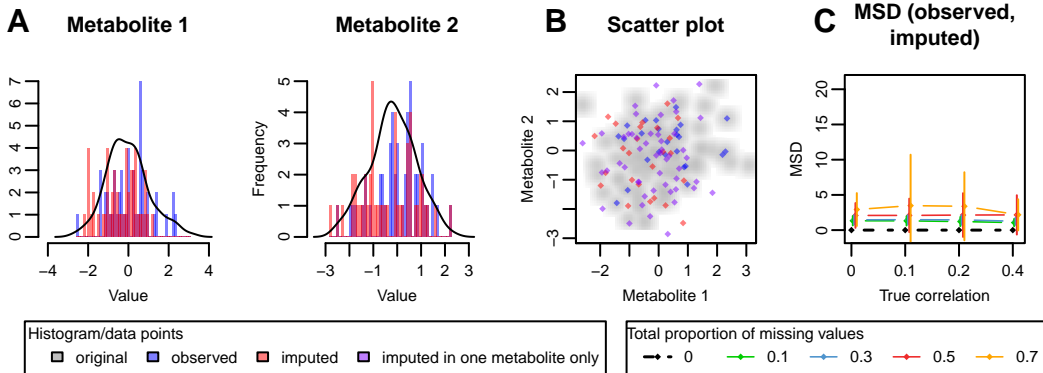 A
Metabolite 1
Metabolite 2
B
Scatter plot
C
MSD (observed,
imputed)
0 1 2 3 4 5 6 7
−4 −2 0 2 4
Value
Frequency
0 1 2 3 4 5
−3 −1 0 1 2 3
Value
Metabolite 2
−3 −1 0 1 2
−2 −1 0 1 2 3
Metabolite 1
MSD
0 5 10 15 20
0 0.1 0.2 0.4
True correlation
Histogram/data points
original observed imputed imputed in one metabolite only
Total proportion of missing values
0 0.1 0.3 0.5 0.7